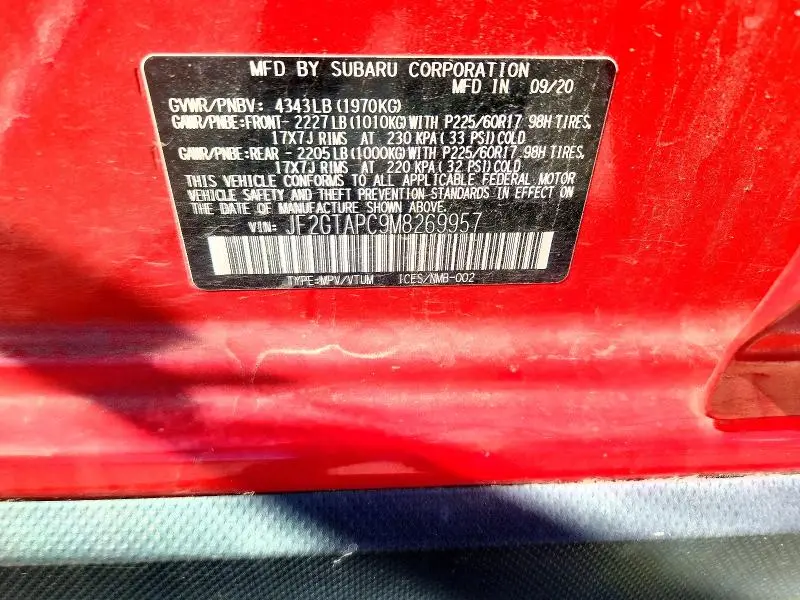 MFD BY SUBARU CORPORATION
MFD IN 09/20
GVWR/PNBV: 4343LB (1970KG)
GAWR/PNBE:FRONT- 2227LB (1010KG)WITH P225/60R17 98H TIRES,
17X7J RIMS AT 230 KPA (33 PSI)COLD
GAWR/PNBE:REAR - 2205LB (1000KG)WITH P225/60R17 98H TIRES,
17X7J RIMS AT 220 KPA (32 PSI)COLD
THIS VEHICLE CONFORMS TO ALL APPLICABLE FEDERAL MOTOR
VEHICLE SAFETY AND THEFT PREVENTION STANDARDS IN EFFECT ON
THE DATE OF MANUFACTURE SHOWN ABOVE.
VIN: JF2GTAPC9M8269957
TYPE:MPV/VTUM ICES/NMB-002